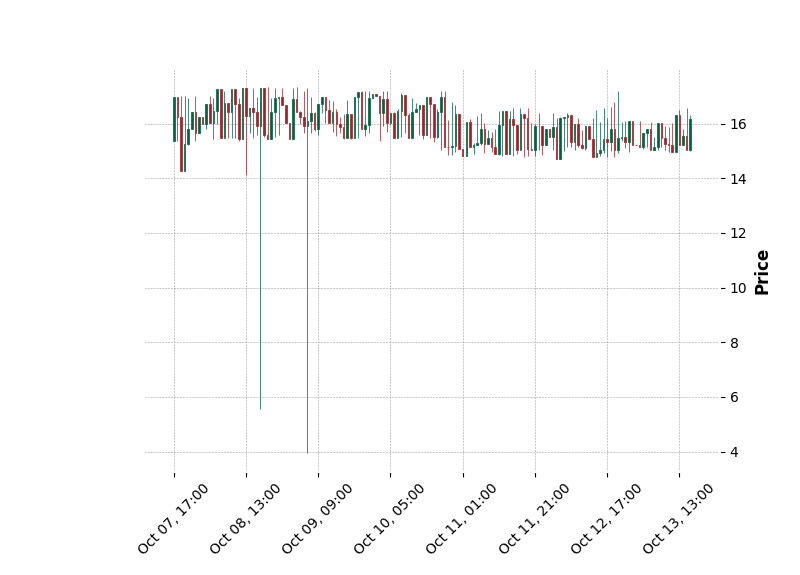 16
14
12
10
8
6
4
Price
Oct 07, 17:00
Oct 08, 13:00
Oct 09, 09:00
Oct 10, 05:00
Oct 11, 01:00
Oct 11, 21:00
Oct 12, 17:00
Oct 13, 13:00